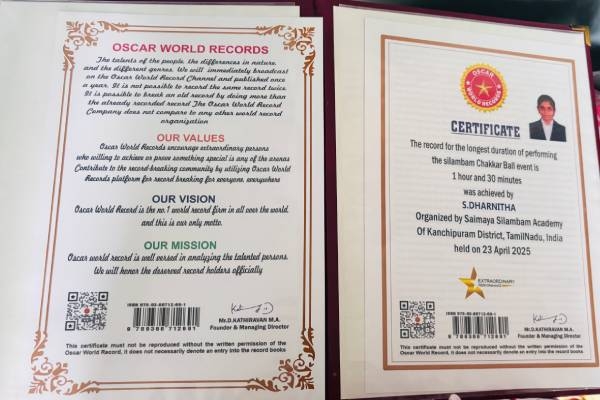 OSCAR WORLD RECORDS
The talents of the people, the differences in nature,
and the different genres. We will immediately broadcast
on the Oscar World Record Channel and published once
a year. It is not possible to record the same record twice
It is possible to break an old record by doing more than
the already recorded record The Oscar World Record
Company does not compare to any other world record
organization
OUR VALUES
Oscar World Records encourage extraordinary persons
who willing to achieve or prove something special is any of the arenas
Contribute to the record-breaking community by utilizing Oscar World
Records platform for record breaking for everyone, everywhere
OUR VISION
Oscar World Record is the no.1 world record firm in all over the world.
and this is our only motto.
OUR MISSION
Oscar world record is well versed in analyzing the talented persons.
We will honor the deserved record holders officially
Mr.D.KATHIRAVAN M.A.
Founder & Managing Director
This certificate must not be reproduced without the written permission of the
Oscar World Record, it does not necessarily denote an entry into the record books
OSCAR
WORLD RECORD
CERTIFICATE
The record for the longest duration of performing
the silambam Chakkar Ball event is
1 hour and 30 minutes
was achieved by
S.DHARNITHA
Organized by Saimaya Silambam Academy
Of Kanchipuram District, TamilNadu, India
held on 23 April 2025
EXTRAORDINARY
Mr.D.KATHIRAVAN M.A.
Founder & Managing Director
This certificate must not be reproduced without the written permission of the
Oscar World Record, it does not necessarily denote an entry into the record books